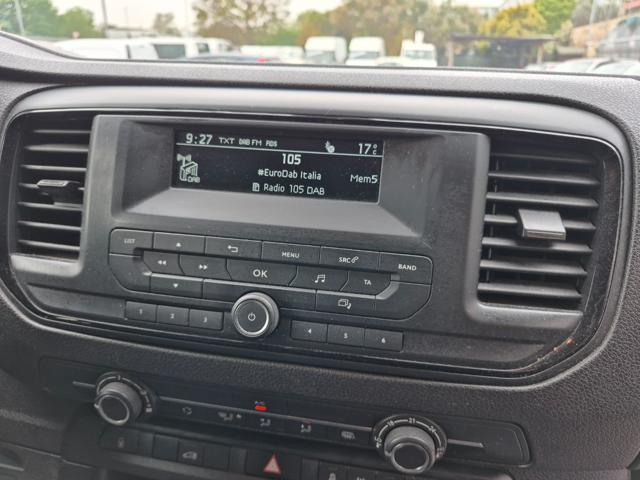 9:27 TXT DAB FM RDS 17°C
105
#EuroDab Italia
Mem5
DAB
Radio 105 DAB
LIST MENU SRC BAND
OK TA
1 2 3 4 5 6
A/C